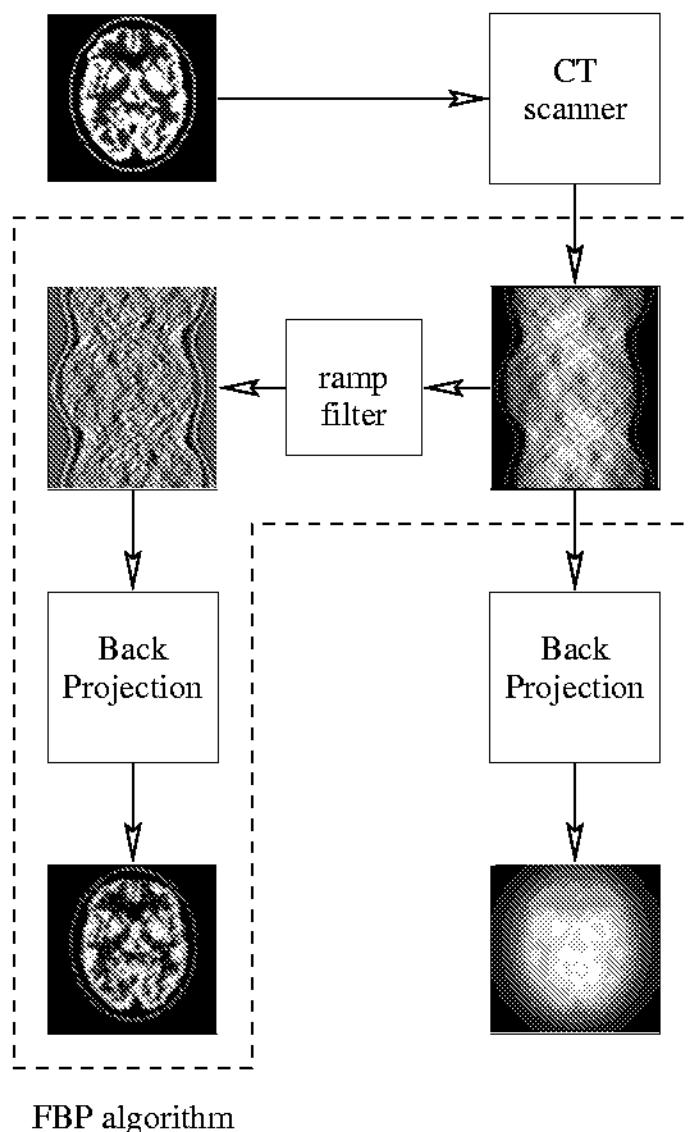 CT
scanner
ramp
filter
Back
Projection
Back
Projection
FBP algorithm